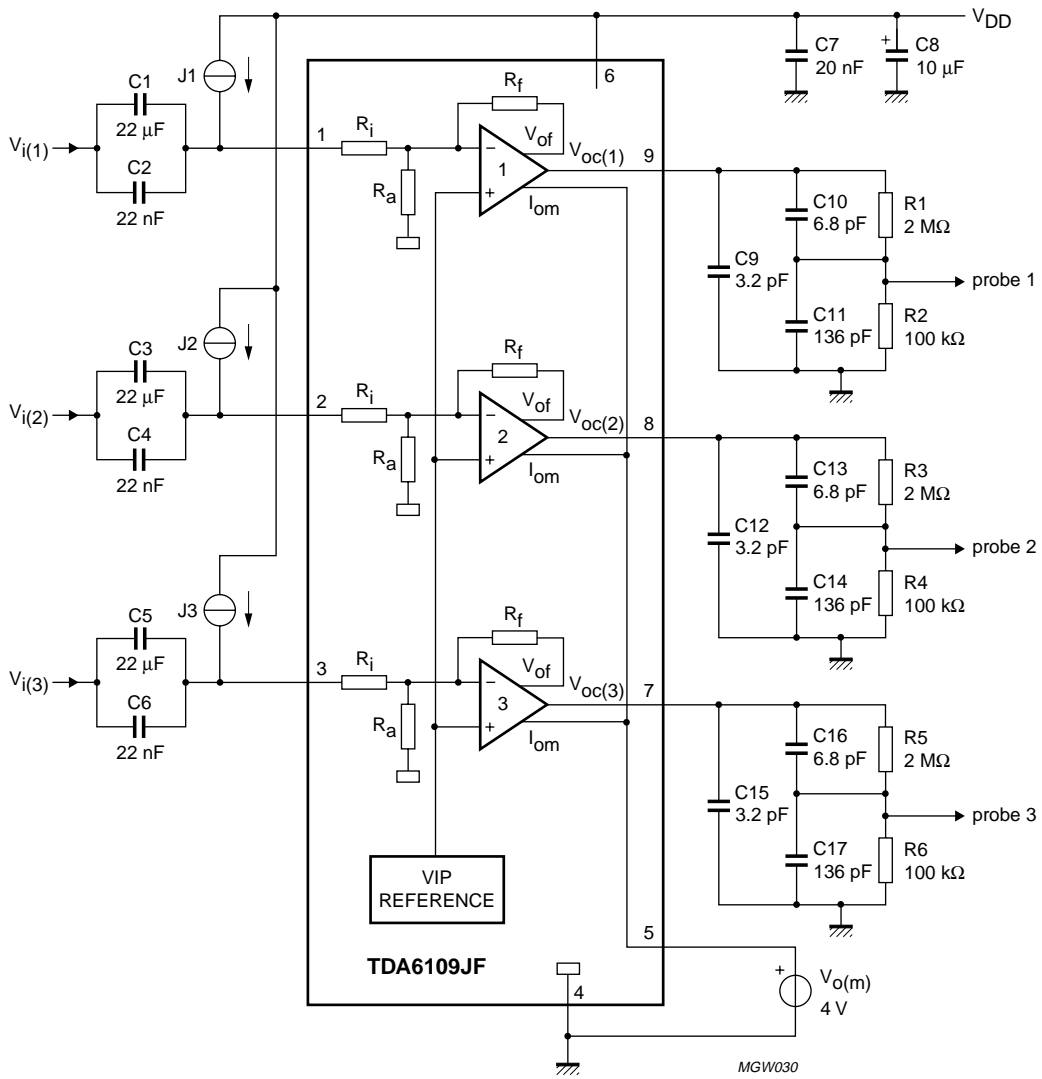 VDD
C7
20 nF
C8
+
10 µF
J1
6
C1
22 µF
Vi(1)
C2
22 nF
1
Ri
Ra
Rf
Vof
−
1
+
Voc(1)
Iom
9
C10
6.8 pF
R1
2 MΩ
C9
3.2 pF
probe 1
C11
136 pF
R2
100 kΩ
J2
C3
22 µF
Vi(2)
C4
22 nF
2
Ri
Ra
Rf
Vof
−
2
+
Voc(2)
Iom
8
C13
6.8 pF
R3
2 MΩ
C12
3.2 pF
probe 2
C14
136 pF
R4
100 kΩ
J3
C5
22 µF
Vi(3)
C6
22 nF
3
Ri
Ra
Rf
Vof
−
3
+
Voc(3)
Iom
7
C16
6.8 pF
R5
2 MΩ
C15
3.2 pF
probe 3
C17
136 pF
R6
100 kΩ
VIP
REFERENCE
5
TDA6109JF
4
+
Vo(m)
4 V
MGW030